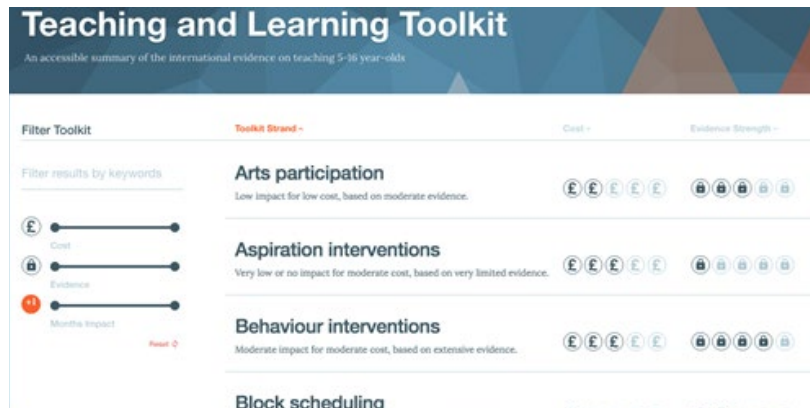 Teaching and Learning Toolkit
An accessible summary of the international evidence on teaching 5-16 year-olds
Filter Toolkit
Toolkit Strand
Cost
Evidence Strength
Filter results by keywords
Arts participation
Low impact for low cost, based on moderate evidence.
£ £ £ £ £
£
Cost
Evidence
+1
Months Impact
Reset
Aspiration interventions
Very low or no impact for moderate cost, based on very limited evidence.
£ £ £ £ £
Behaviour interventions
Moderate impact for moderate cost, based on extensive evidence.
£ £ £ £ £
Block scheduling